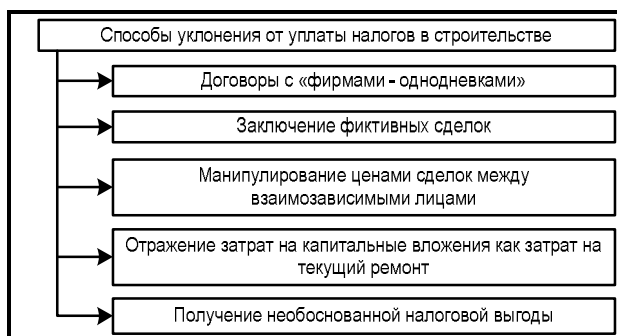 Способы уклонения от уплаты налогов в строительстве
Договоры с «фирмами - однодневками»
Заключение фиктивных сделок
Манипулирование ценами сделок между
взаимозависимыми лицами
Отражение затрат на капитальные вложения как затрат на
текущий ремонт
Получение необоснованной налоговой выгоды